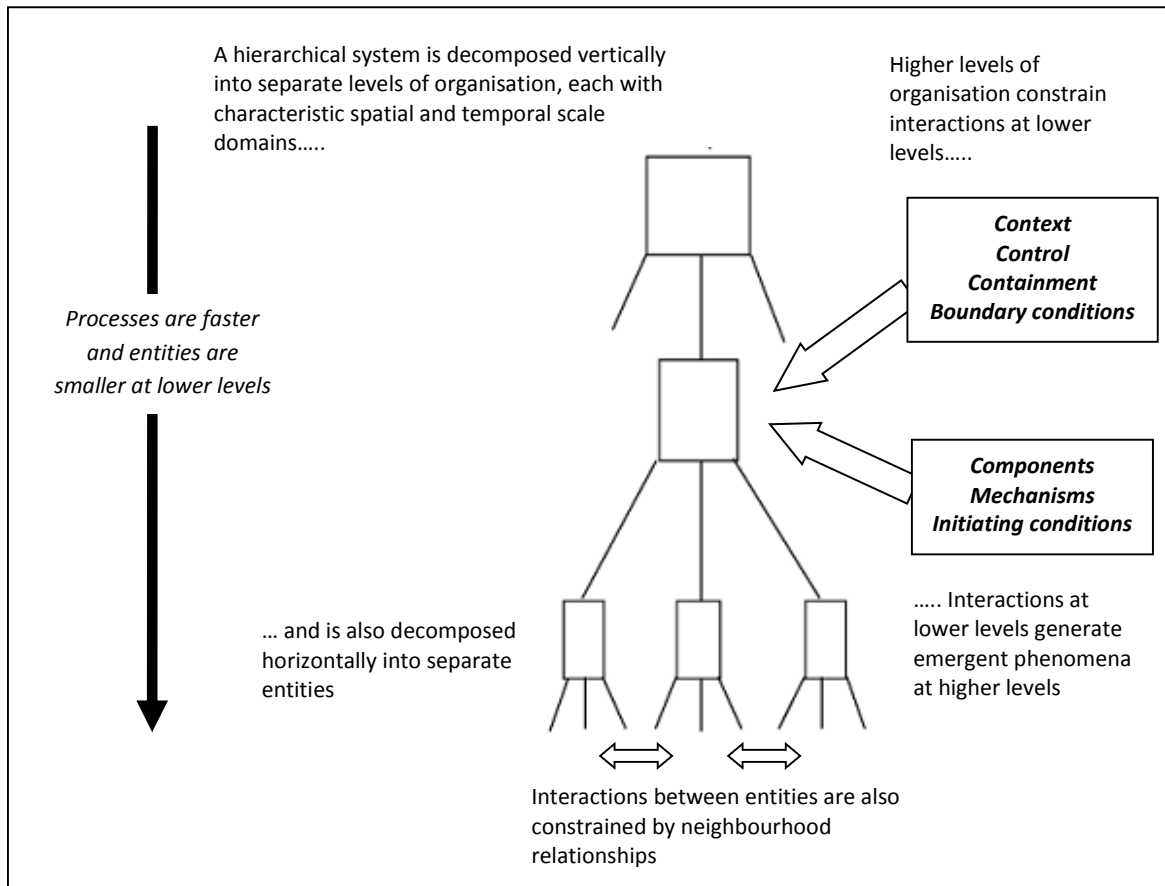 A hierarchical system is decomposed vertically
into separate levels of organisation, each with
characteristic spatial and temporal scale
domains…..
Higher levels of
organisation constrain
interactions at lower
levels…..
Context
Control
Containment
Boundary conditions
Processes are faster
and entities are
smaller at lower levels
Components
Mechanisms
Initiating conditions
… and is also decomposed
horizontally into separate
entities
….. Interactions at
lower levels generate
emergent phenomena
at higher levels
Interactions between entities are also
constrained by neighbourhood
relationships